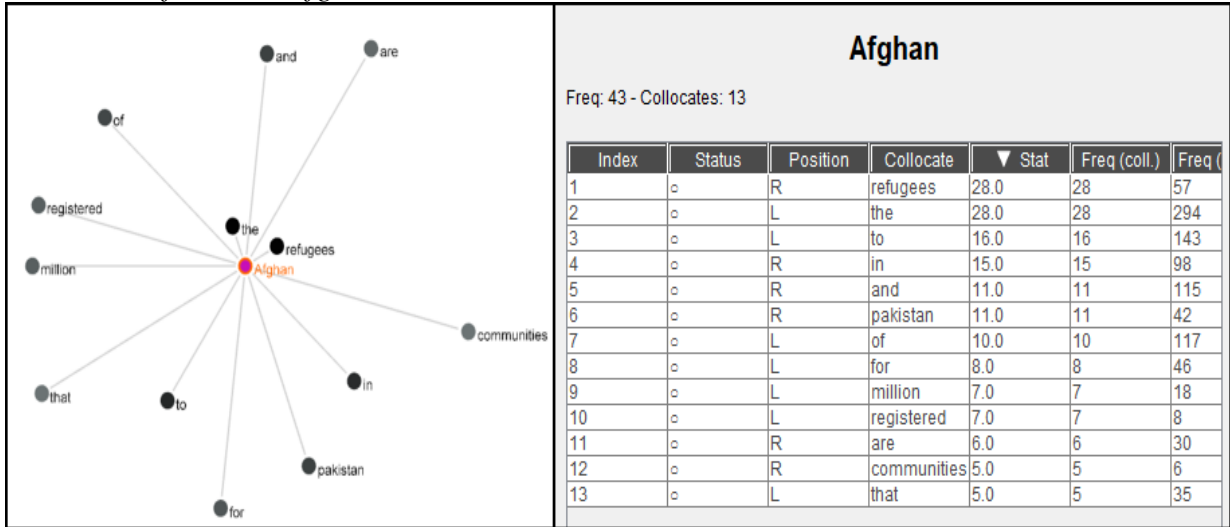 and
are
of
registered
the
refugees
million
Afghan
communities
that
to
in
pakistan
for
Afghan
Freq: 43 - Collocates: 13
Index Status Position Collocate ▼ Stat Freq (coll.) Freq (
1 ○ R refugees 28.0 28 57
2 ○ L the 28.0 28 294
3 ○ L to 16.0 16 143
4 ○ R in 15.0 15 98
5 ○ R and 11.0 11 115
6 ○ R pakistan 11.0 11 42
7 ○ L of 10.0 10 117
8 ○ L for 8.0 8 46
9 ○ L million 7.0 7 18
10 ○ L registered 7.0 7 8
11 ○ R are 6.0 6 30
12 ○ R communities 5.0 5 6
13 ○ L that 5.0 5 35